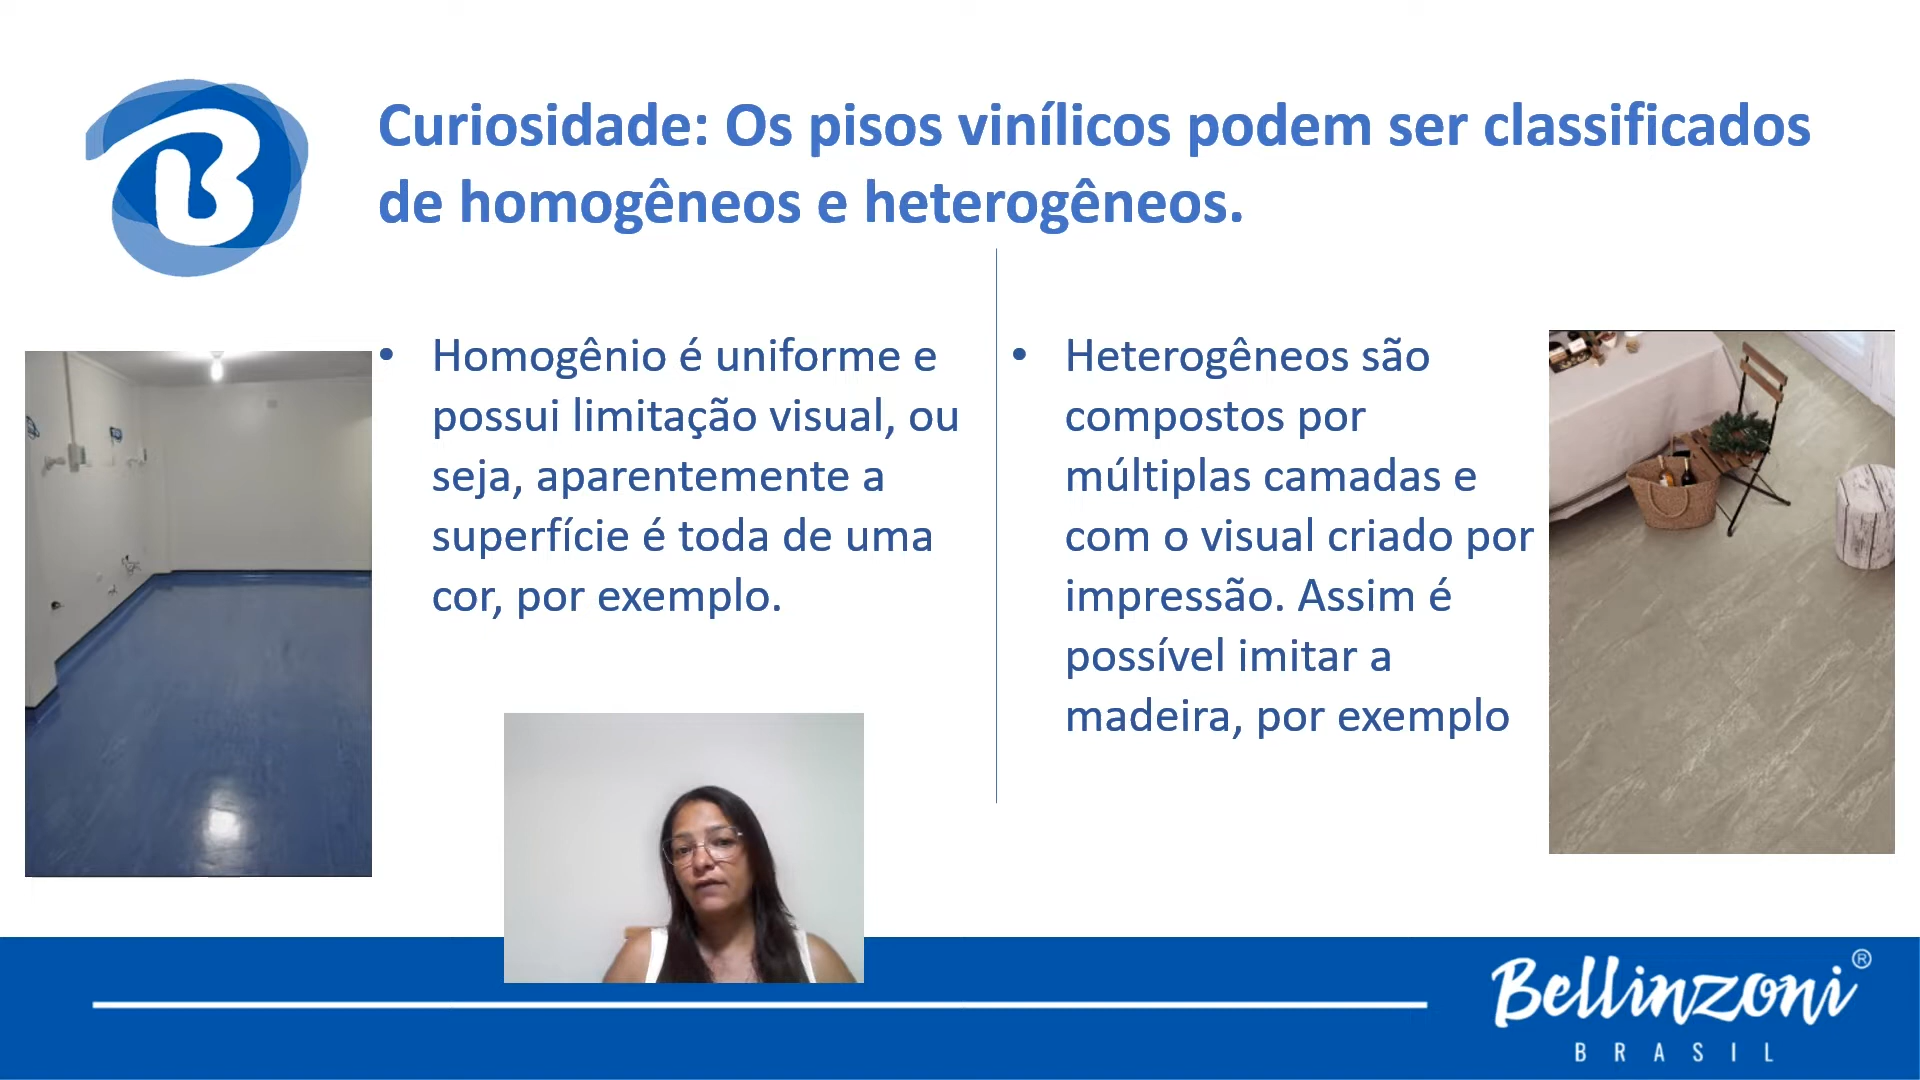 Curiosidade: Os pisos vinílicos podem ser classificados
de homogêneos e heterogêneos.
• Homogênio é uniforme e
possui limitação visual, ou
seja, aparentemente a
superfície é toda de uma
cor, por exemplo.
• Heterogêneos são
compostos por
múltiplas camadas e
com o visual criado por
impressão. Assim é
possível imitar a
madeira, por exemplo
Bellinzoni®
BRASIL